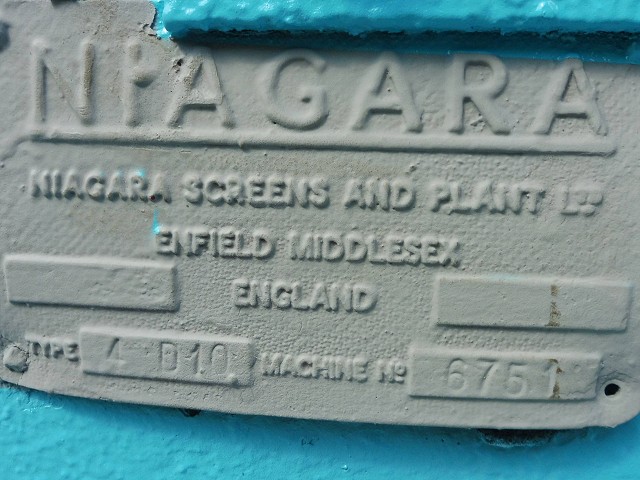 NIAGARA
NIAGARA SCREENS AND PLANT LTD
ENFIELD MIDDLESEX
ENGLAND
TYPE 4 D10 MACHINE No 6751